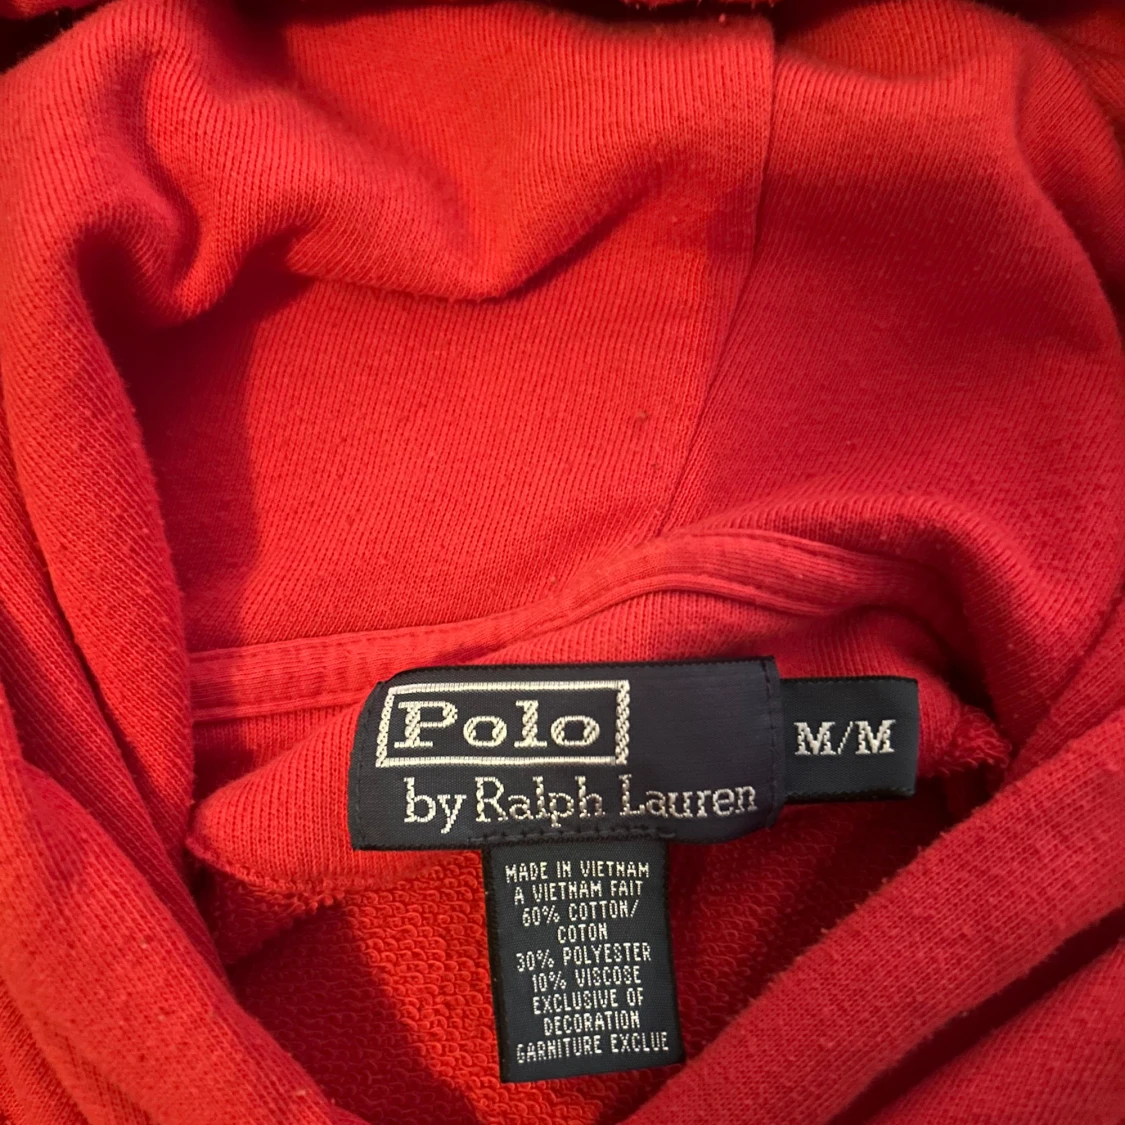 Polo
by Ralph Lauren
M/M
MADE IN VIETNAM
A VIETNAM FAIT
60% COTTON/
COTON
30% POLYESTER
10% VISCOSE
EXCLUSIVE OF
DECORATION
GARNITURE EXCLUE